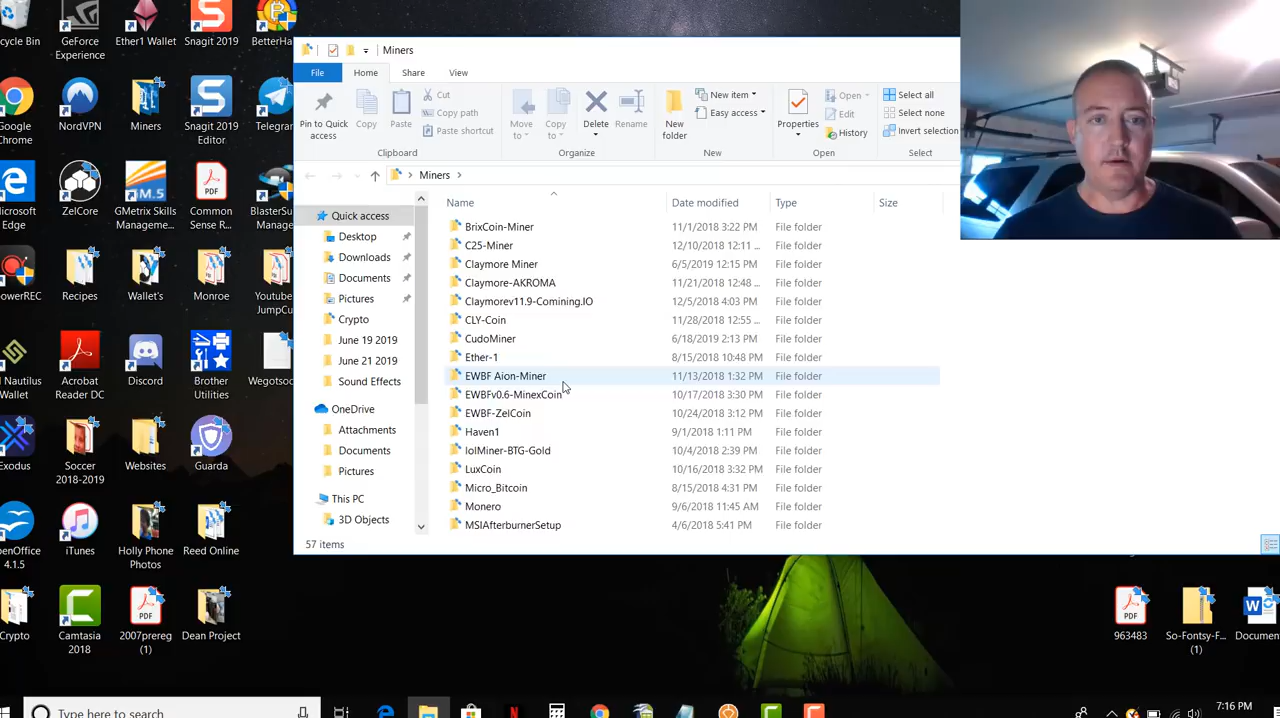 cycle Bin
GeForce Experience
Ether1 Wallet
Snagit 2019
BetterHa
Google Chrome
NordVPN
Miners
Snagit 2019 Editor
Telegran
Microsoft Edge
ZelCore
GMetrix Skills Manageme...
Common Sense R...
BlasterSu
PDF
powerREC
Recipes
Wallet's
Monroe
Youtube JumpCu
Nautilus Wallet
Acrobat Reader DC
Discord
Brother Utilities
Wegotsoc
Exodus
Soccer 2018-2019
Websites
Guarda
OpenOffice 4.1.5
iTunes
Holly Phone Photos
Reed Online
Crypto
Camtasia 2018
2007prereg (1)
Dean Project
PDF
Miners
File
Home
Share
View
Pin to Quick access
Copy
Paste
Cut
Copy path
Paste shortcut
Move to
Copy to
Delete
Rename
New folder
New item
Easy access
Properties
Open
Edit
History
Select all
Select none
Invert selection
Clipboard
Organize
New
Open
Select
Miners
Name
Date modified
Type
Size
Quick access
Desktop
Downloads
Documents
Pictures
Crypto
June 19 2019
June 21 2019
Sound Effects
OneDrive
Attachments
Documents
Pictures
This PC
3D Objects
BrixCoin-Miner 11/1/2018 3:22 PM File folder
C25-Miner 12/10/2018 12:11 ... File folder
Claymore Miner 6/5/2019 12:15 PM File folder
Claymore-AKROMA 11/21/2018 12:48 ... File folder
Claymorev11.9-Comining.IO 12/5/2018 4:03 PM File folder
CLY-Coin 11/28/2018 12:55 ... File folder
CudoMiner 6/18/2019 2:13 PM File folder
Ether-1 8/15/2018 10:48 PM File folder
EWBF Aion-Miner 11/13/2018 1:32 PM File folder
EWBFv0.6-MinexCoin 10/17/2018 3:30 PM File folder
EWBF-ZelCoin 10/24/2018 3:12 PM File folder
Haven1 9/1/2018 1:11 PM File folder
lolMiner-BTG-Gold 10/4/2018 2:39 PM File folder
LuxCoin 10/16/2018 3:32 PM File folder
Micro_Bitcoin 8/15/2018 4:31 PM File folder
Monero 9/6/2018 11:45 AM File folder
MSIAfterburnerSetup 4/6/2018 5:41 PM File folder
57 items
PDF
963483
So-Fontsy-F... (1)
Documen
Type here to search
7:16 PM